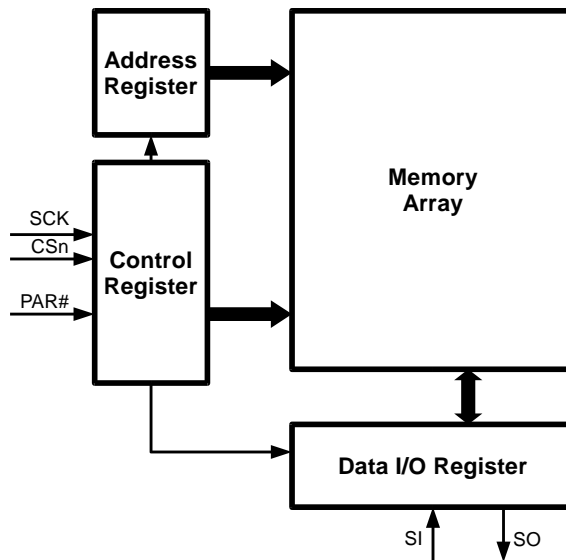 Address
Register
Memory
Array
SCK
CSn
Control
Register
PAR#
Data I/O Register
SI
SO